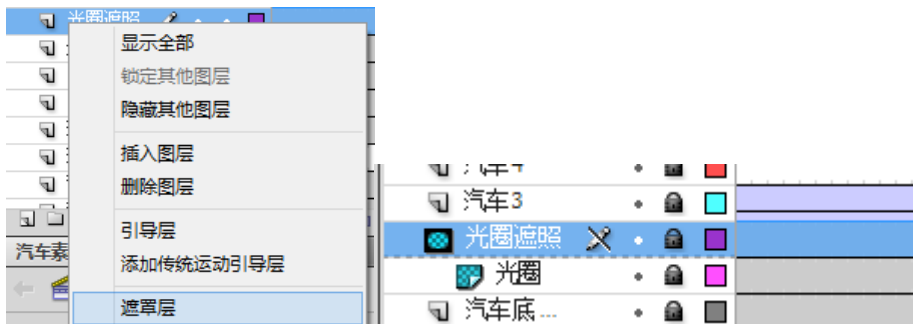 光圈遮照
显示全部
锁定其他图层
隐藏其他图层
插入图层
删除图层
引导层
添加传统运动引导层
汽车素
遮罩层
汽车4
汽车3
光圈遮照
光圈
汽车底...